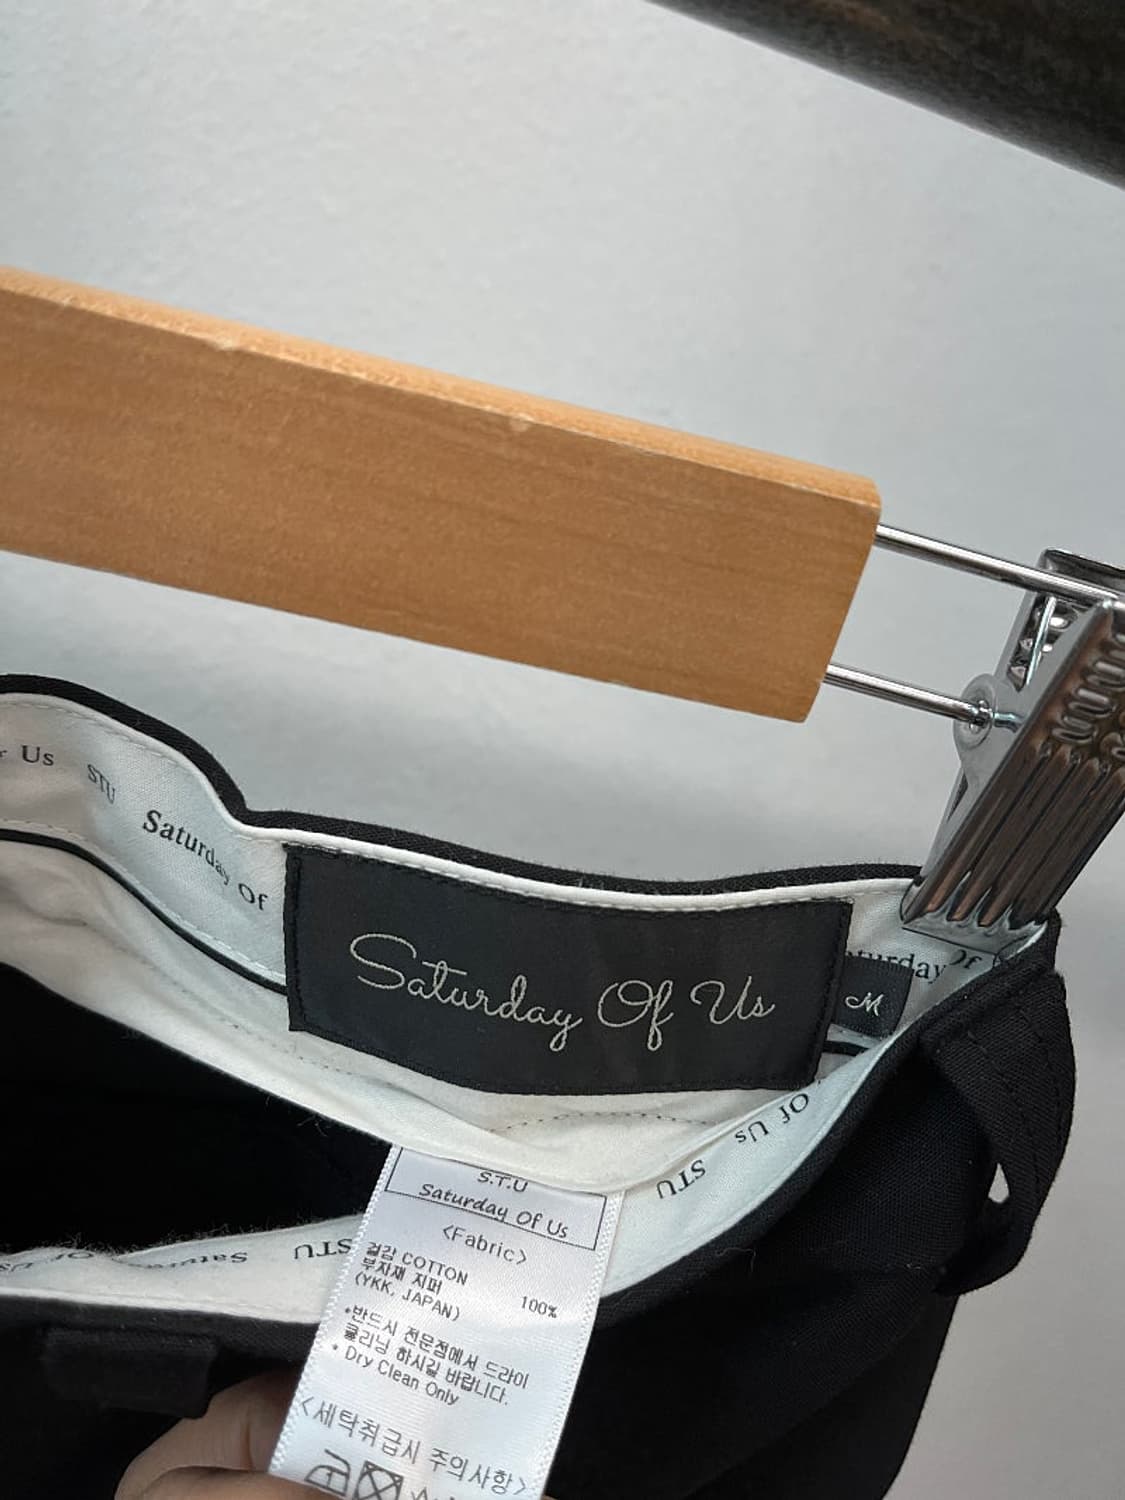 Us STU Saturday Of
Saturday Of Us
M
Of
Of Us
STU
STU
S.T.U
Saturday Of Us
<Fabric>
겉감 COTTON 100%
부자재 지퍼
(YKK, JAPAN)
*반드시 전문점에서 드라이
클리닝 하시길 바랍니다.
* Dry Clean Only
<세탁취급시 주의사항>